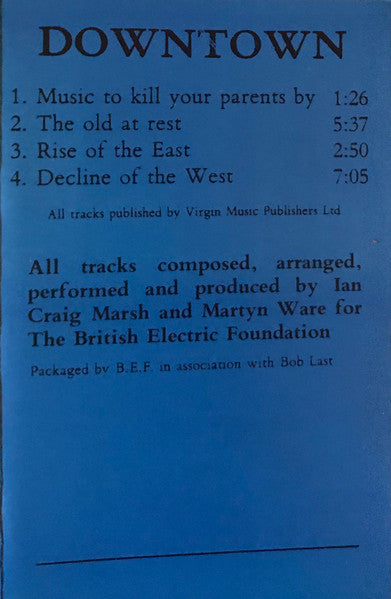 DOWNTOWN
1. Music to kill your parents by 1:26
2. The old at rest 5:37
3. Rise of the East 2:50
4. Decline of the West 7:05
All tracks published by Virgin Music Publishers Ltd
All tracks composed, arranged,
performed and produced by Ian
Craig Marsh and Martyn Ware for
The British Electric Foundation
Packaged by B.E.F. in association with Bob Last